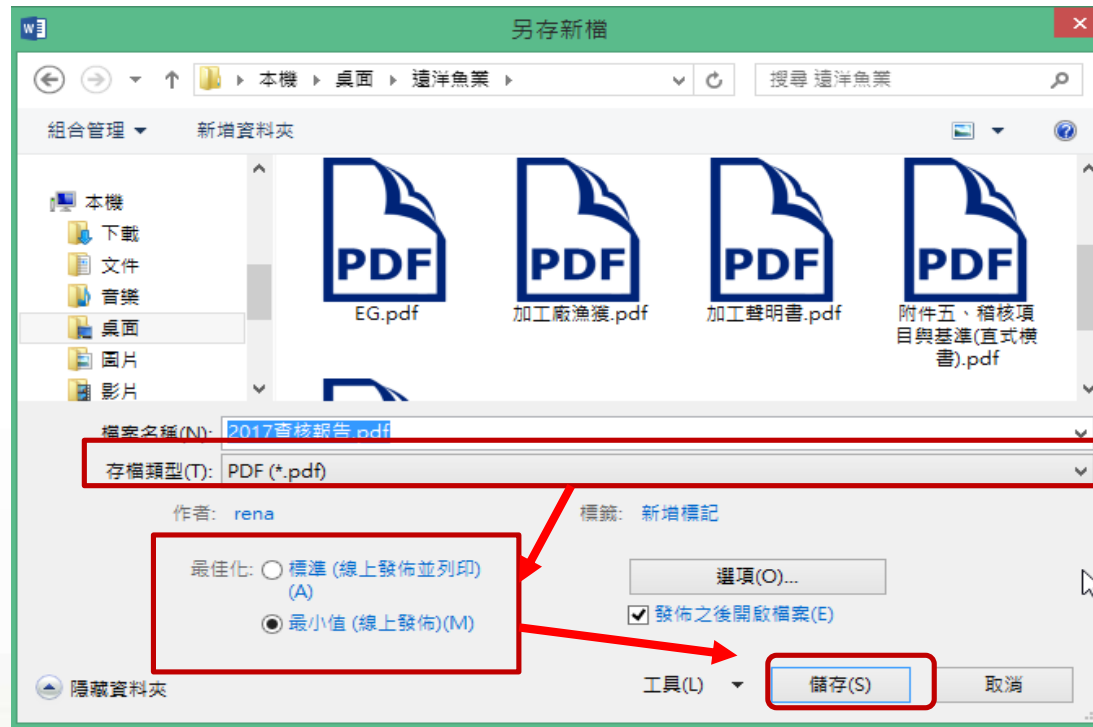 另存新檔
本機 桌面 遠洋魚業
搜尋 遠洋魚業
組合管理
新增資料夾
本機
下載
文件
音樂
桌面
圖片
影片
PDF
PDF
PDF
PDF
EG.pdf
加工廠漁獲.pdf
加工聲明書.pdf
附件五、稽核項
目與基準(直式橫
書).pdf
檔案名稱(N): 2017查核報告.pdf
存檔類型(T): PDF (*.pdf)
作者: rena
標籤: 新增標記
最佳化: 標準 (線上發佈並列印)
(A)
最小值 (線上發佈)(M)
選項(O)...
發佈之後開啟檔案(E)
隱藏資料夾
工具(L)
儲存(S)
取消